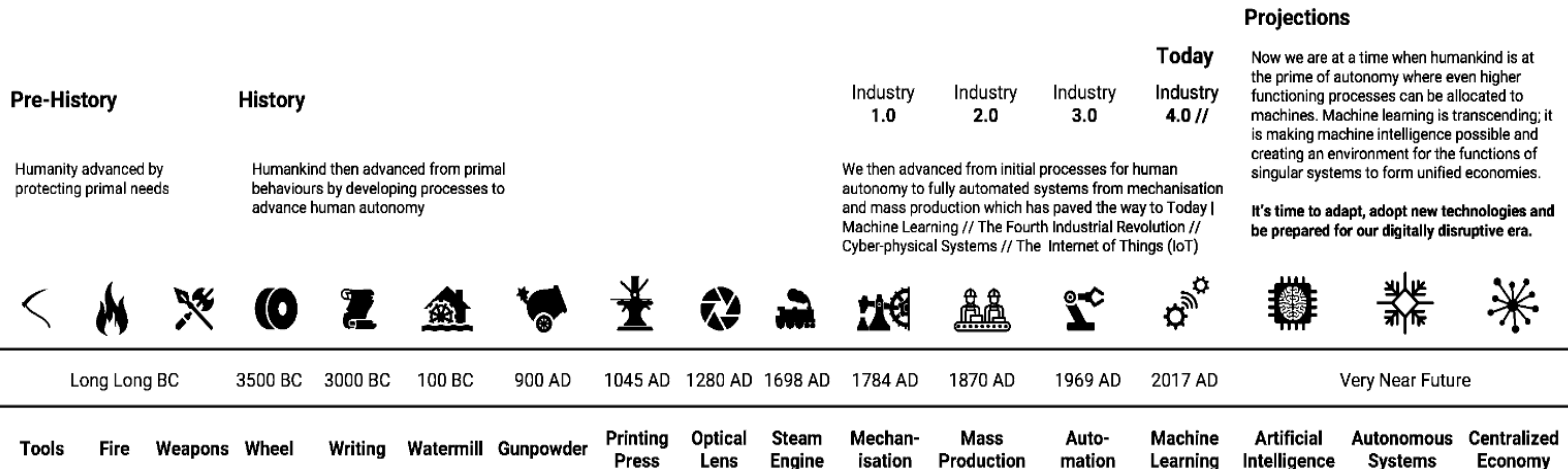 Projections
Now we are at a time when humankind is at
the prime of autonomy where even higher
functioning processes can be allocated to
machines. Machine learning is transcending; it
is making machine intelligence possible and
creating an environment for the functions of
singular systems to form unified economies.
It's time to adapt, adopt new technologies and
be prepared for our digitally disruptive era.
Today
Pre-History
History
Industry
1.0
Industry
2.0
Industry
3.0
Industry
4.0 //
Humanity advanced by
protecting primal needs
Humankind then advanced from primal
behaviours by developing processes to
advance human autonomy
We then advanced from initial processes for human
autonomy to fully automated systems from mechanisation
and mass production which has paved the way to Today |
Machine Learning // The Fourth Industrial Revolution //
Cyber-physical Systems // The Internet of Things (IoT)
Long Long BC
3500 BC
3000 BC
100 BC
900 AD
1045 AD
1280 AD
1698 AD
1784 AD
1870 AD
1969 AD
2017 AD
Very Near Future
Tools
Fire
Weapons
Wheel
Writing
Watermill
Gunpowder
Printing
Press
Optical
Lens
Steam
Engine
Mechan-
isation
Mass
Production
Auto-
mation
Machine
Learning
Artificial
Intelligence
Autonomous
Systems
Centralized
Economy